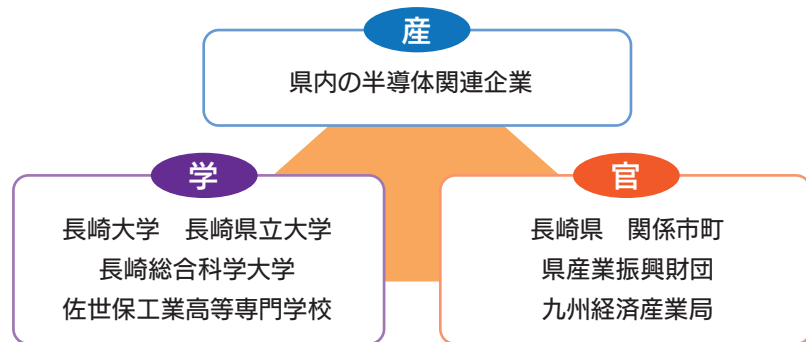 産
県内の半導体関連企業
学
長崎大学　長崎県立大学
長崎総合科学大学
佐世保工業高等専門学校
官
長崎県　関係市町
県産業振興財団
九州経済産業局